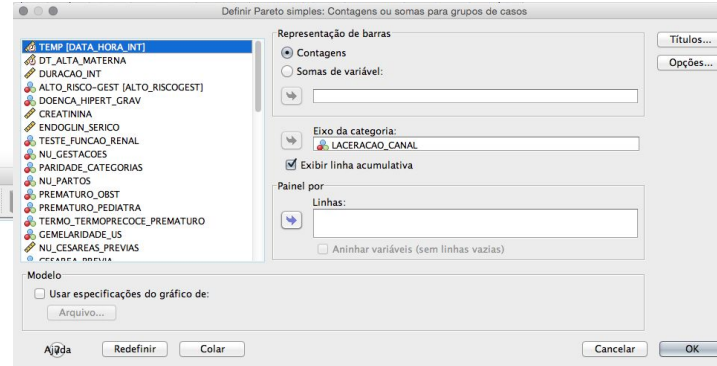 Definir Pareto simples: Contagens ou somas para grupos de casos
TEMP [DATA_HORA_INT]
DT_ALTA_MATERNA
DURACAO_INT
ALTO_RISCO-GEST [ALTO_RISCOGEST]
DOENCA_HIPERT_GRAV
CREATININA
ENDOGLIN_SERICO
TESTE_FUNCAO_RENAL
NU_GESTACOES
PARIDADE_CATEGORIAS
NU_PARTOS
PREMATURO_OBST
PREMATURO_PEDIATRA
TERMO_TERMOPRECOCE_PREMATURO
GEMELARIDADE_US
NU_CESAREAS_PREVIAS
CESAREA_PREVIA
Representação de barras
Contagens
Somas de variável:
Eixo da categoria:
LACERACAO_CANAL
Exibir linha acumulativa
Painel por
Linhas:
Aninhar variáveis (sem linhas vazias)
Títulos...
Opções...
Modelo
Usar especificações do gráfico de:
Arquivo...
Ajuda
Redefinir
Colar
Cancelar
OK